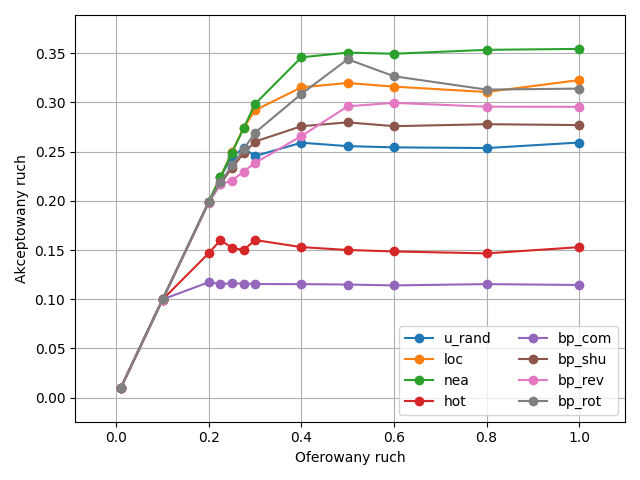 0.35
0.30
0.25
0.20
0.15
0.10
0.05
0.00
Akceptowany ruch
0.0 0.2 0.4 0.6 0.8 1.0
Oferowany ruch
u_rand
loc
nea
hot
bp_com
bp_shu
bp_rev
bp_rot